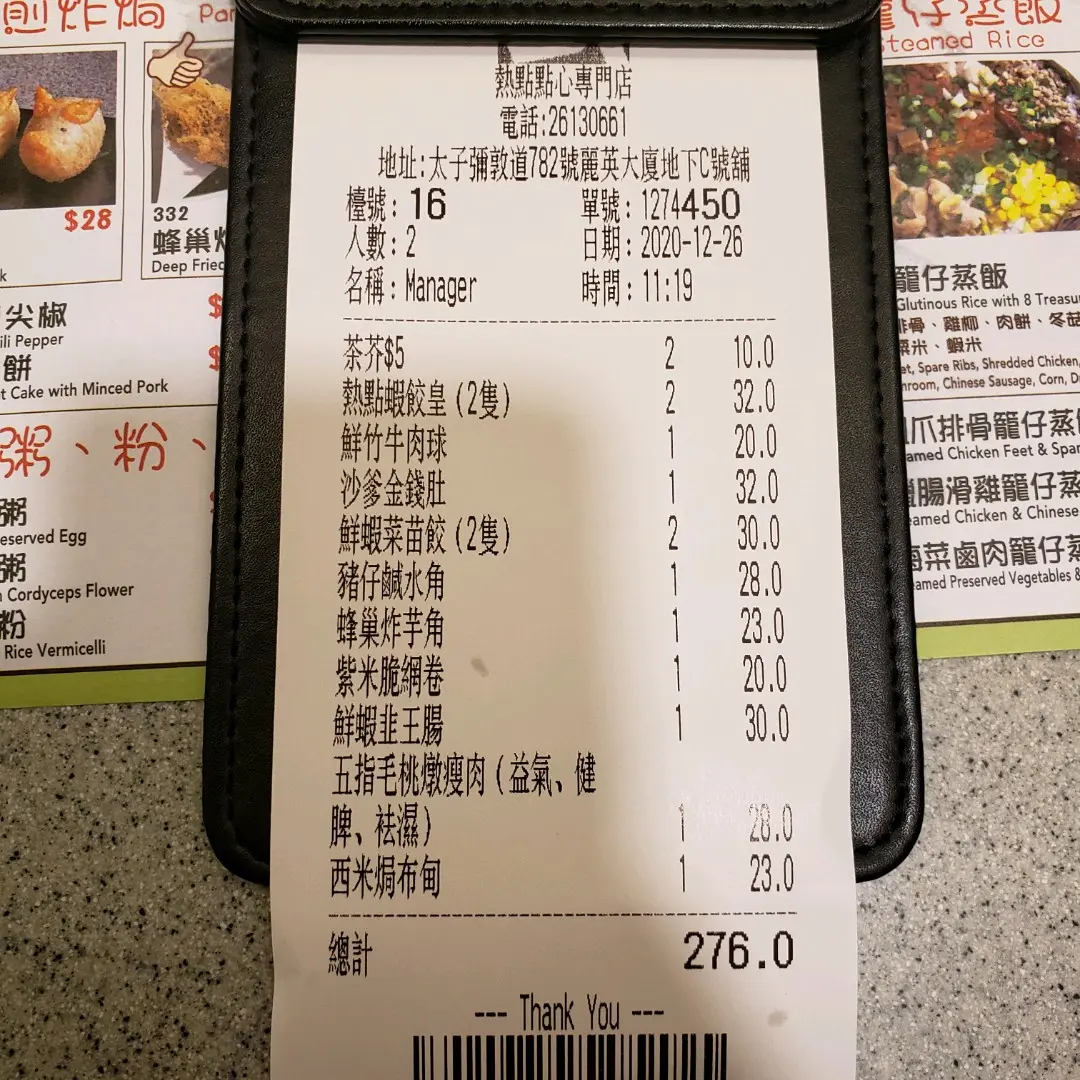 煎炸焗 Pan
$28
332
蜂巢炸
Deep Fried
尖椒
ili Pepper
餅
t Cake with Minced Pork
粥、粉、
粥
eserved Egg
粥
n Cordyceps Flower
粉
Rice Vermicelli
熱點點心專門店
電話:26130661
地址:太子彌敦道782號麗英大廈地下C號舖
檯號: 16 單號: 1274450
人數: 2 日期: 2020-12-26
名稱: Manager 時間: 11:19
茶芥$5 2 10.0
熱點蝦餃皇(2隻) 2 32.0
鮮竹牛肉球 1 20.0
沙爹金錢肚 1 32.0
鮮蝦菜苗餃(2隻) 2 30.0
豬仔鹹水角 1 28.0
蜂巢炸芋角 1 23.0
紫米脆網卷 1 20.0
鮮蝦韭王腸 1 30.0
五指毛桃燉瘦肉(益氣、健
脾、祛濕) 1 28.0
西米焗布甸 1 23.0
總計 276.0
--- Thank You ---
籠仔蒸飯
Steamed Rice
籠仔蒸飯
Glutinous Rice with 8 Treasu
排骨、雞柳、肉餅、冬菇
粟米、蝦米
et, Spare Ribs, Shredded Chicken,
hroom, Chinese Sausage, Corn, D
爪排骨籠仔蒸
amed Chicken Feet & Spar
臘腸滑雞籠仔蒸
eamed Chicken & Chinese
梅菜鹵肉籠仔蒸
amed Preserved Vegetables &